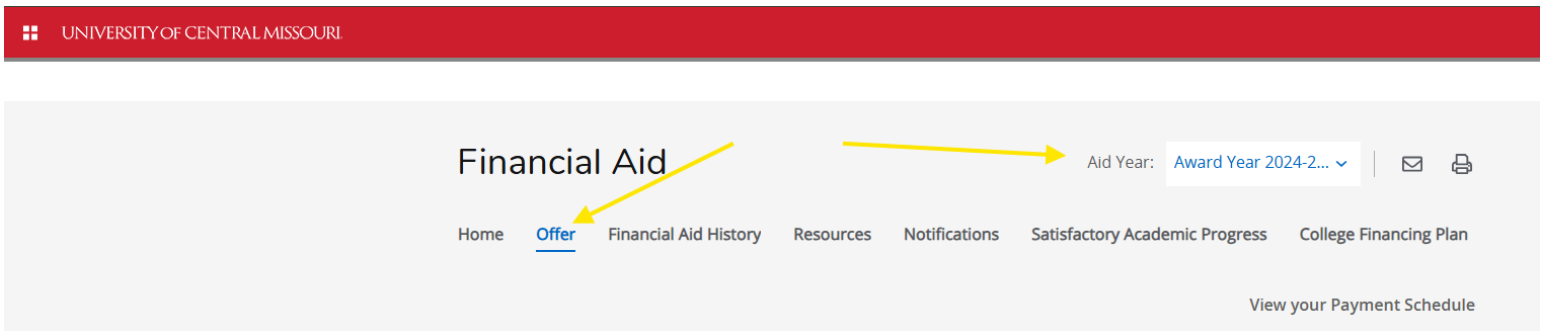 UNIVERSITY OF CENTRAL MISSOURI.
Financial Aid
Aid Year: Award Year 2024-2...
Home Offer Financial Aid History Resources Notifications Satisfactory Academic Progress College Financing Plan
View your Payment Schedule